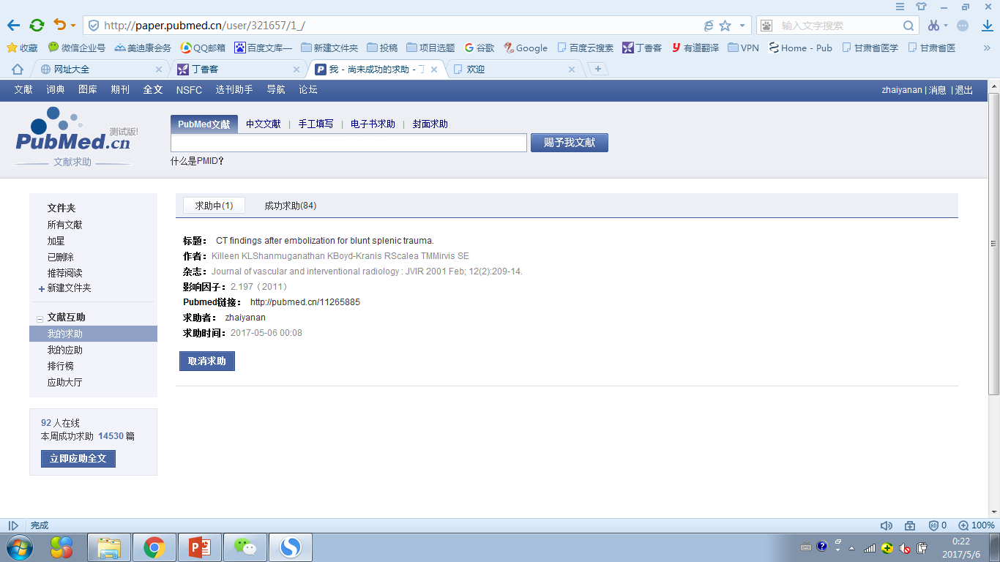 http://paper.pubmed.cn/user/321657/1_/
输入文字搜索
收藏 微信企业号 美迪康会务 QQ邮箱 百度文库— 新建文件夹 投稿 项目选题 谷歌 Google 百度云搜索 丁香客 有道翻译 VPN Home - Pub 甘肃省医学 甘肃省医 »
网址大全 丁香客 我 - 尚未成功的求助 - 欢迎
文献 词典 图库 期刊 全文 NSFC 选刊助手 导航 论坛 zhaiyanan | 消息 | 退出
PubMed.cn 测试版!
文献求助
PubMed文献 中文文献 | 手工填写 | 电子书求助 | 封面求助
赐予我文献
什么是PMID?
文件夹
所有文献
加星
已删除
推荐阅读
新建文件夹
文献互助
我的求助
我的应助
排行榜
应助大厅
92 人在线
本周成功求助 14530 篇
立即应助全文
求助中(1) 成功求助(84)
标题: CT findings after embolization for blunt splenic trauma.
作者: Killeen KLShanmuganathan KBoyd-Kranis RScalea TMMirvis SE
杂志: Journal of vascular and interventional radiology : JVIR 2001 Feb; 12(2):209-14.
影响因子: 2.197（2011）
Pubmed链接: http://pubmed.cn/11265885
求助者: zhaiyanan
求助时间: 2017-05-06 00:08
取消求助
完成
0 100%
0:22
2017/5/6